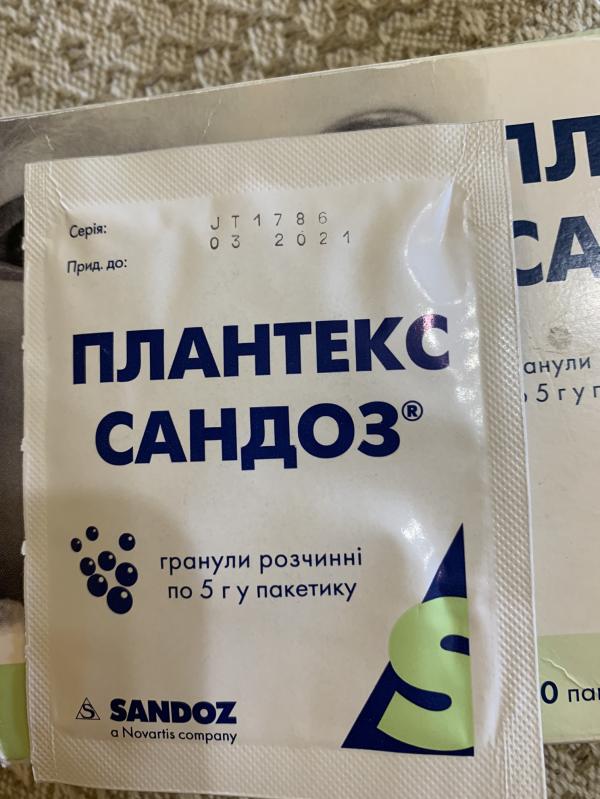 Серія: JT1786
Прид. до: 03 2021
ПЛАНТЕКС
САНДОЗ®
гранули розчинні
по 5 г у пакетику
SANDOZ
a Novartis company